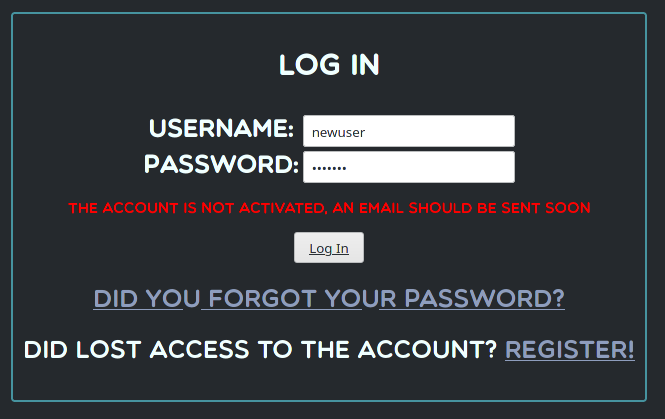 LOG IN
USERNAME: newuser
PASSWORD: •••••••
THE ACCOUNT IS NOT ACTIVATED, AN EMAIL SHOULD BE SENT SOON
Log In
DID YOU FORGOT YOUR PASSWORD?
DID LOST ACCESS TO THE ACCOUNT? REGISTER!